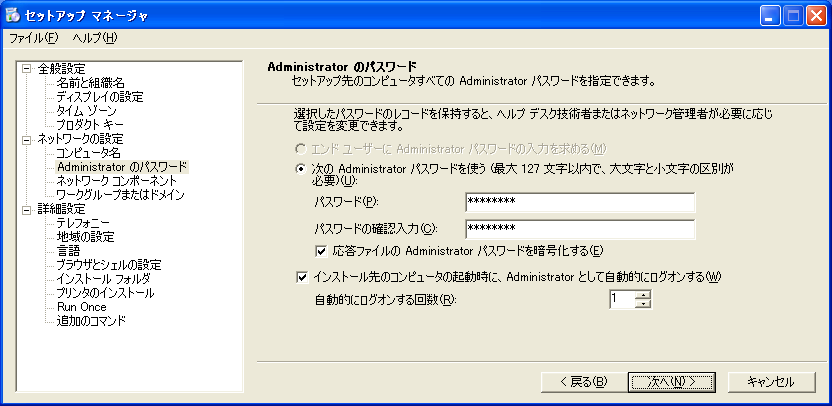 セットアップ マネージャ
ファイル(F) ヘルプ(H)
全般設定
名前と組織名
ディスプレイの設定
タイム ゾーン
プロダクト キー
ネットワークの設定
コンピュータ名
Administrator のパスワード
ネットワーク コンポーネント
ワークグループまたはドメイン
詳細設定
テレフォニー
地域の設定
言語
ブラウザとシェルの設定
インストール フォルダ
プリンタのインストール
Run Once
追加のコマンド
Administrator のパスワード
セットアップ先のコンピュータすべての Administrator パスワードを指定できます。
選択したパスワードのレコードを保持すると、ヘルプ デスク技術者またはネットワーク管理者が必要に応じ
て設定を変更できます。
エンド ユーザーに Administrator パスワードの入力を求める(M)
次の Administrator パスワードを使う (最大 127 文字以内で、大文字と小文字の区別が
必要)(U):
パスワード(P):
********
パスワードの確認入力(C):
********
応答ファイルの Administrator パスワードを暗号化する(E)
インストール先のコンピュータの起動時に、Administrator として自動的にログオンする(W)
自動的にログオンする回数(R):
1
< 戻る(B)
次へ(N) >
キャンセル